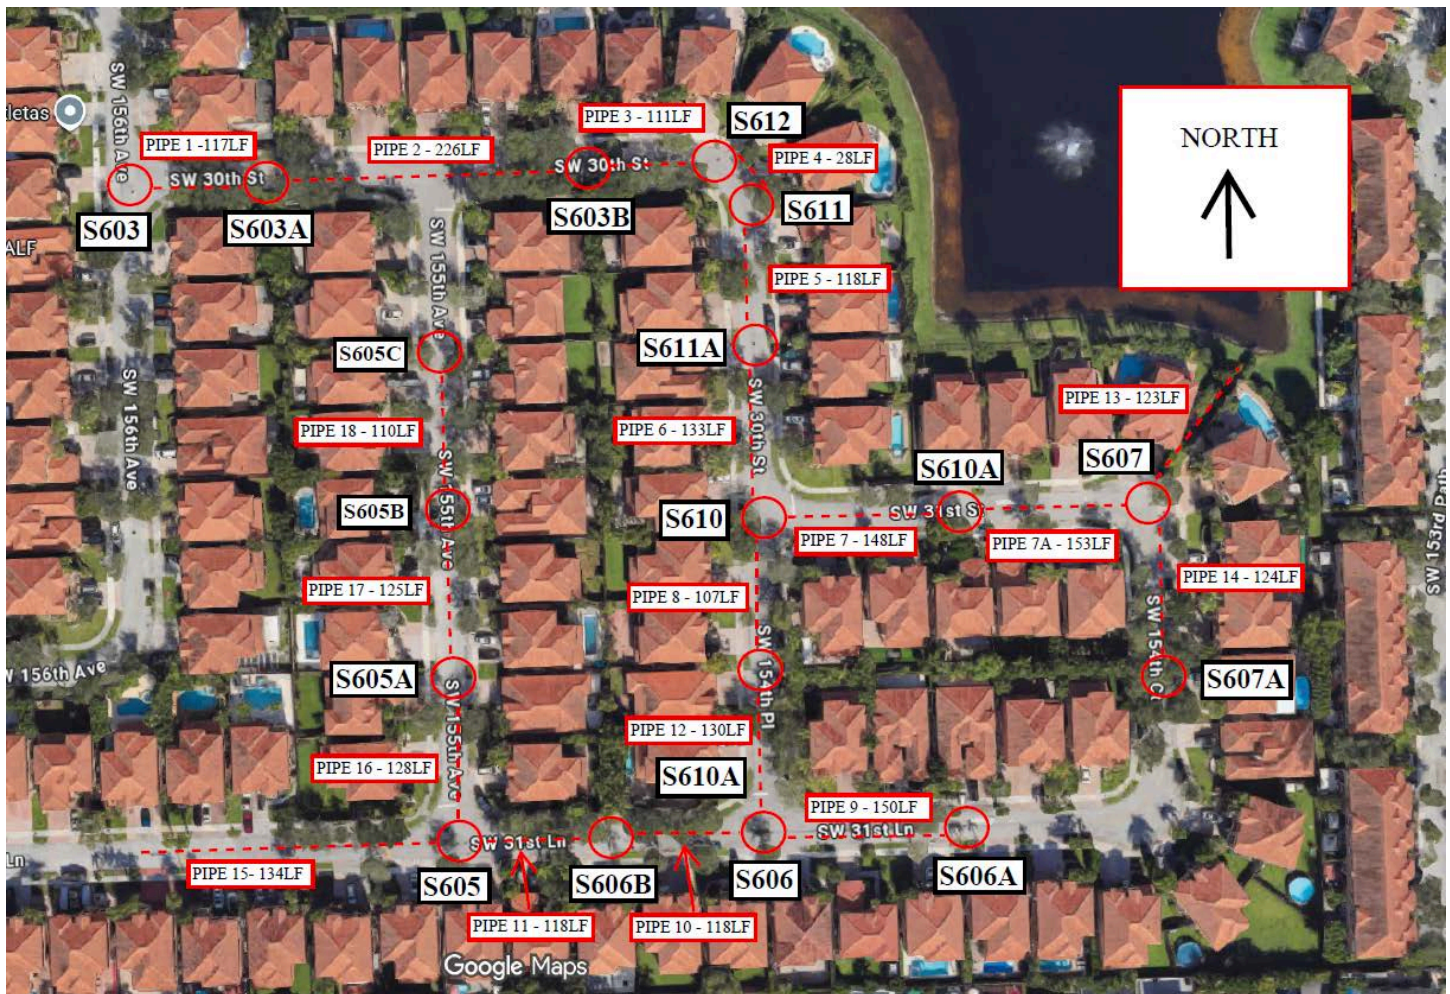 SW 156th Ave
tletas
PIPE 1 -117LF
PIPE 2 - 226LF
PIPE 3 - 111LF
S612
PIPE 4 - 28LF
NORTH
SW 30th St
SW 30th St
S603
S603A
S603B
S611
ALF
SW 155th Ave
PIPE 5 - 118LF
S605C
S611A
SW 156th Ave
SW 30th St
PIPE 13 - 123LF
PIPE 18 - 110LF
PIPE 6 - 133LF
S610A
S607
SW 155th Ave
S605B
S610
SW 31st St
PIPE 7 - 148LF
PIPE 7A - 153LF
SW 153rd Path
PIPE 17 - 125LF
PIPE 8 - 107LF
PIPE 14 - 124LF
W 156th Ave
S605A
SW 155th Ave
SW 154th Pl
SW 154th Ct
S607A
PIPE 16 - 128LF
PIPE 12 - 130LF
S610A
PIPE 9 - 150LF
Ln
SW 31st Ln
SW 31st Ln
PIPE 15- 134LF
S605
S606B
S606
S606A
PIPE 11 - 118LF
PIPE 10 - 118LF
Google Maps